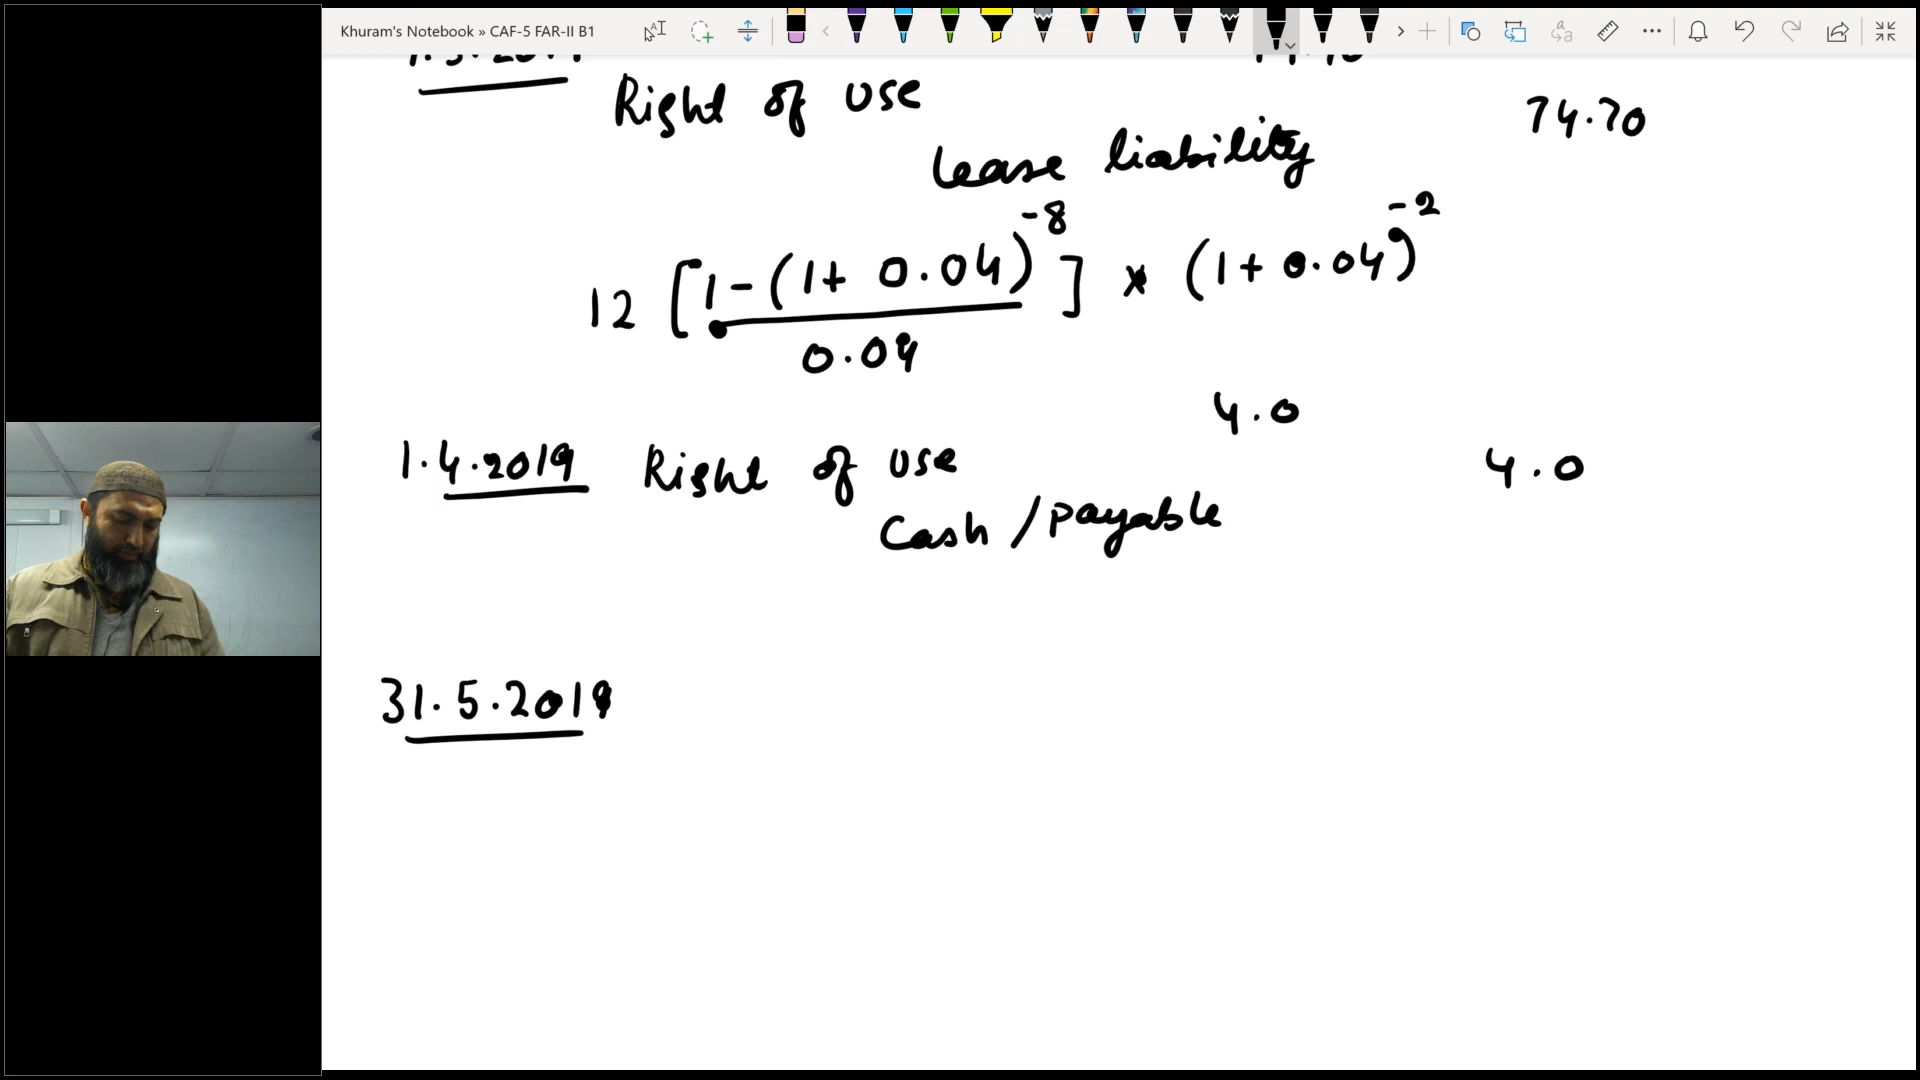 Khuram's Notebook » CAF-5 FAR-II B1
Right of use 74.70
lease liability
12 [1-(1+ 0.04)^-8 / 0.04] × (1+ 0.04)^-2
4.0
1.4.2019 Right of use 4.0
Cash / payable
31.5.2019